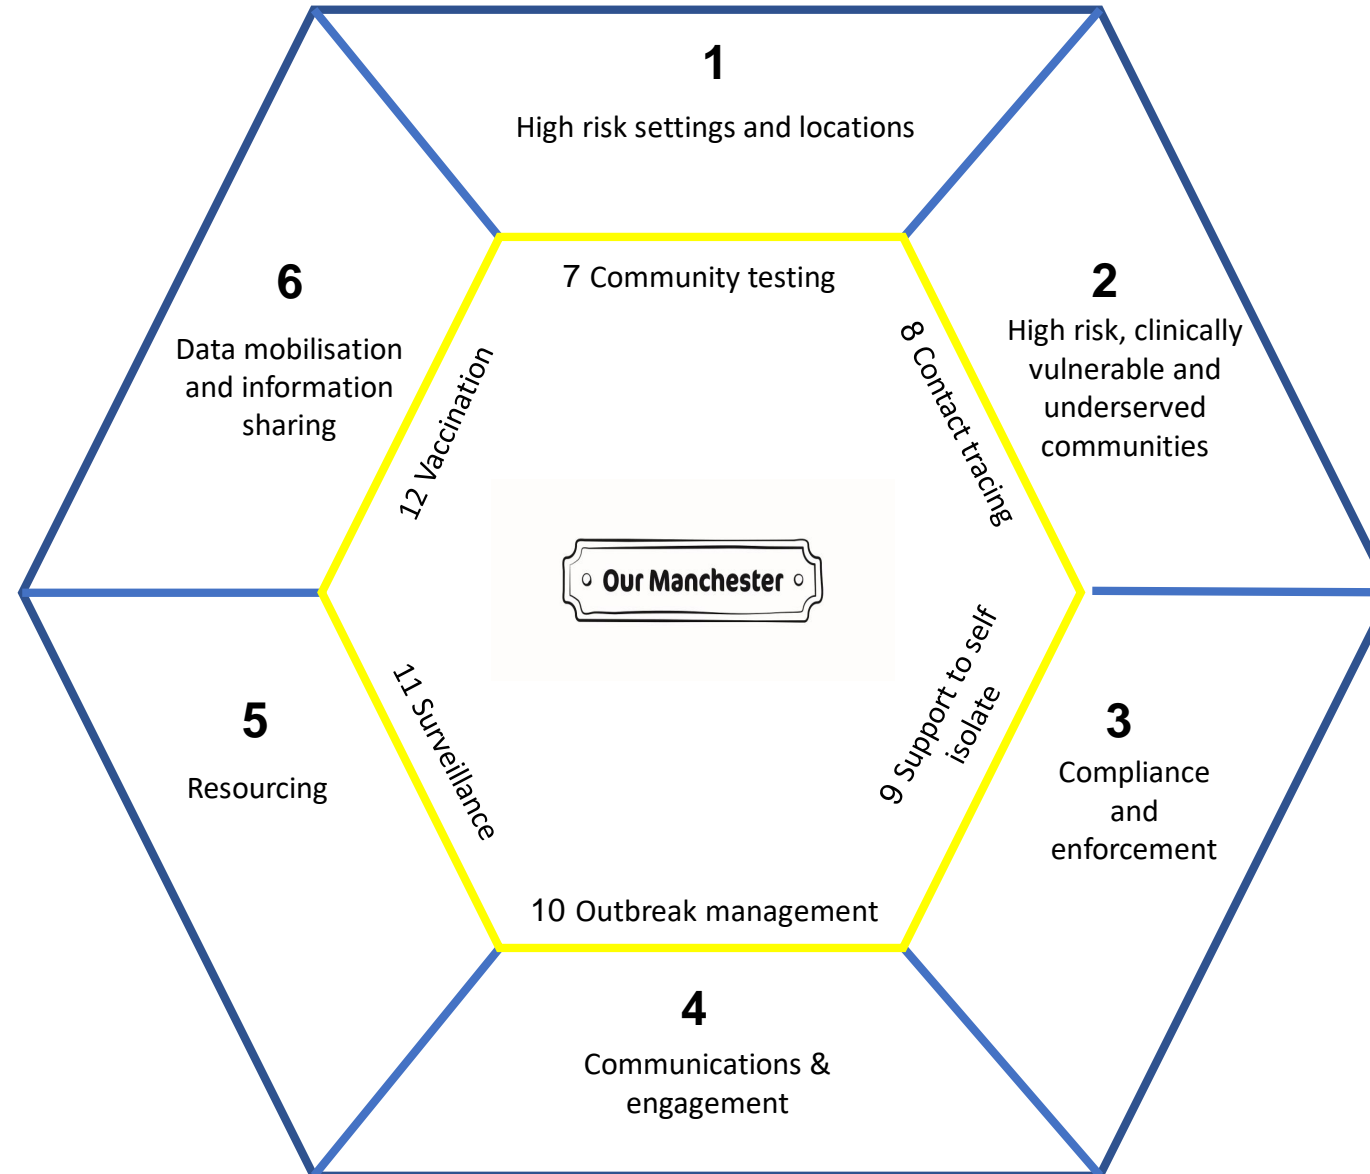 1
High risk settings and locations
6
Data mobilisation
and information
sharing
7 Community testing
2
High risk, clinically
vulnerable and
underserved
communities
12 Vaccination
8 Contact tracing
Our Manchester
5
Resourcing
11 Surveillance
9 Support to self
isolate
3
Compliance
and
enforcement
10 Outbreak management
4
Communications &
engagement